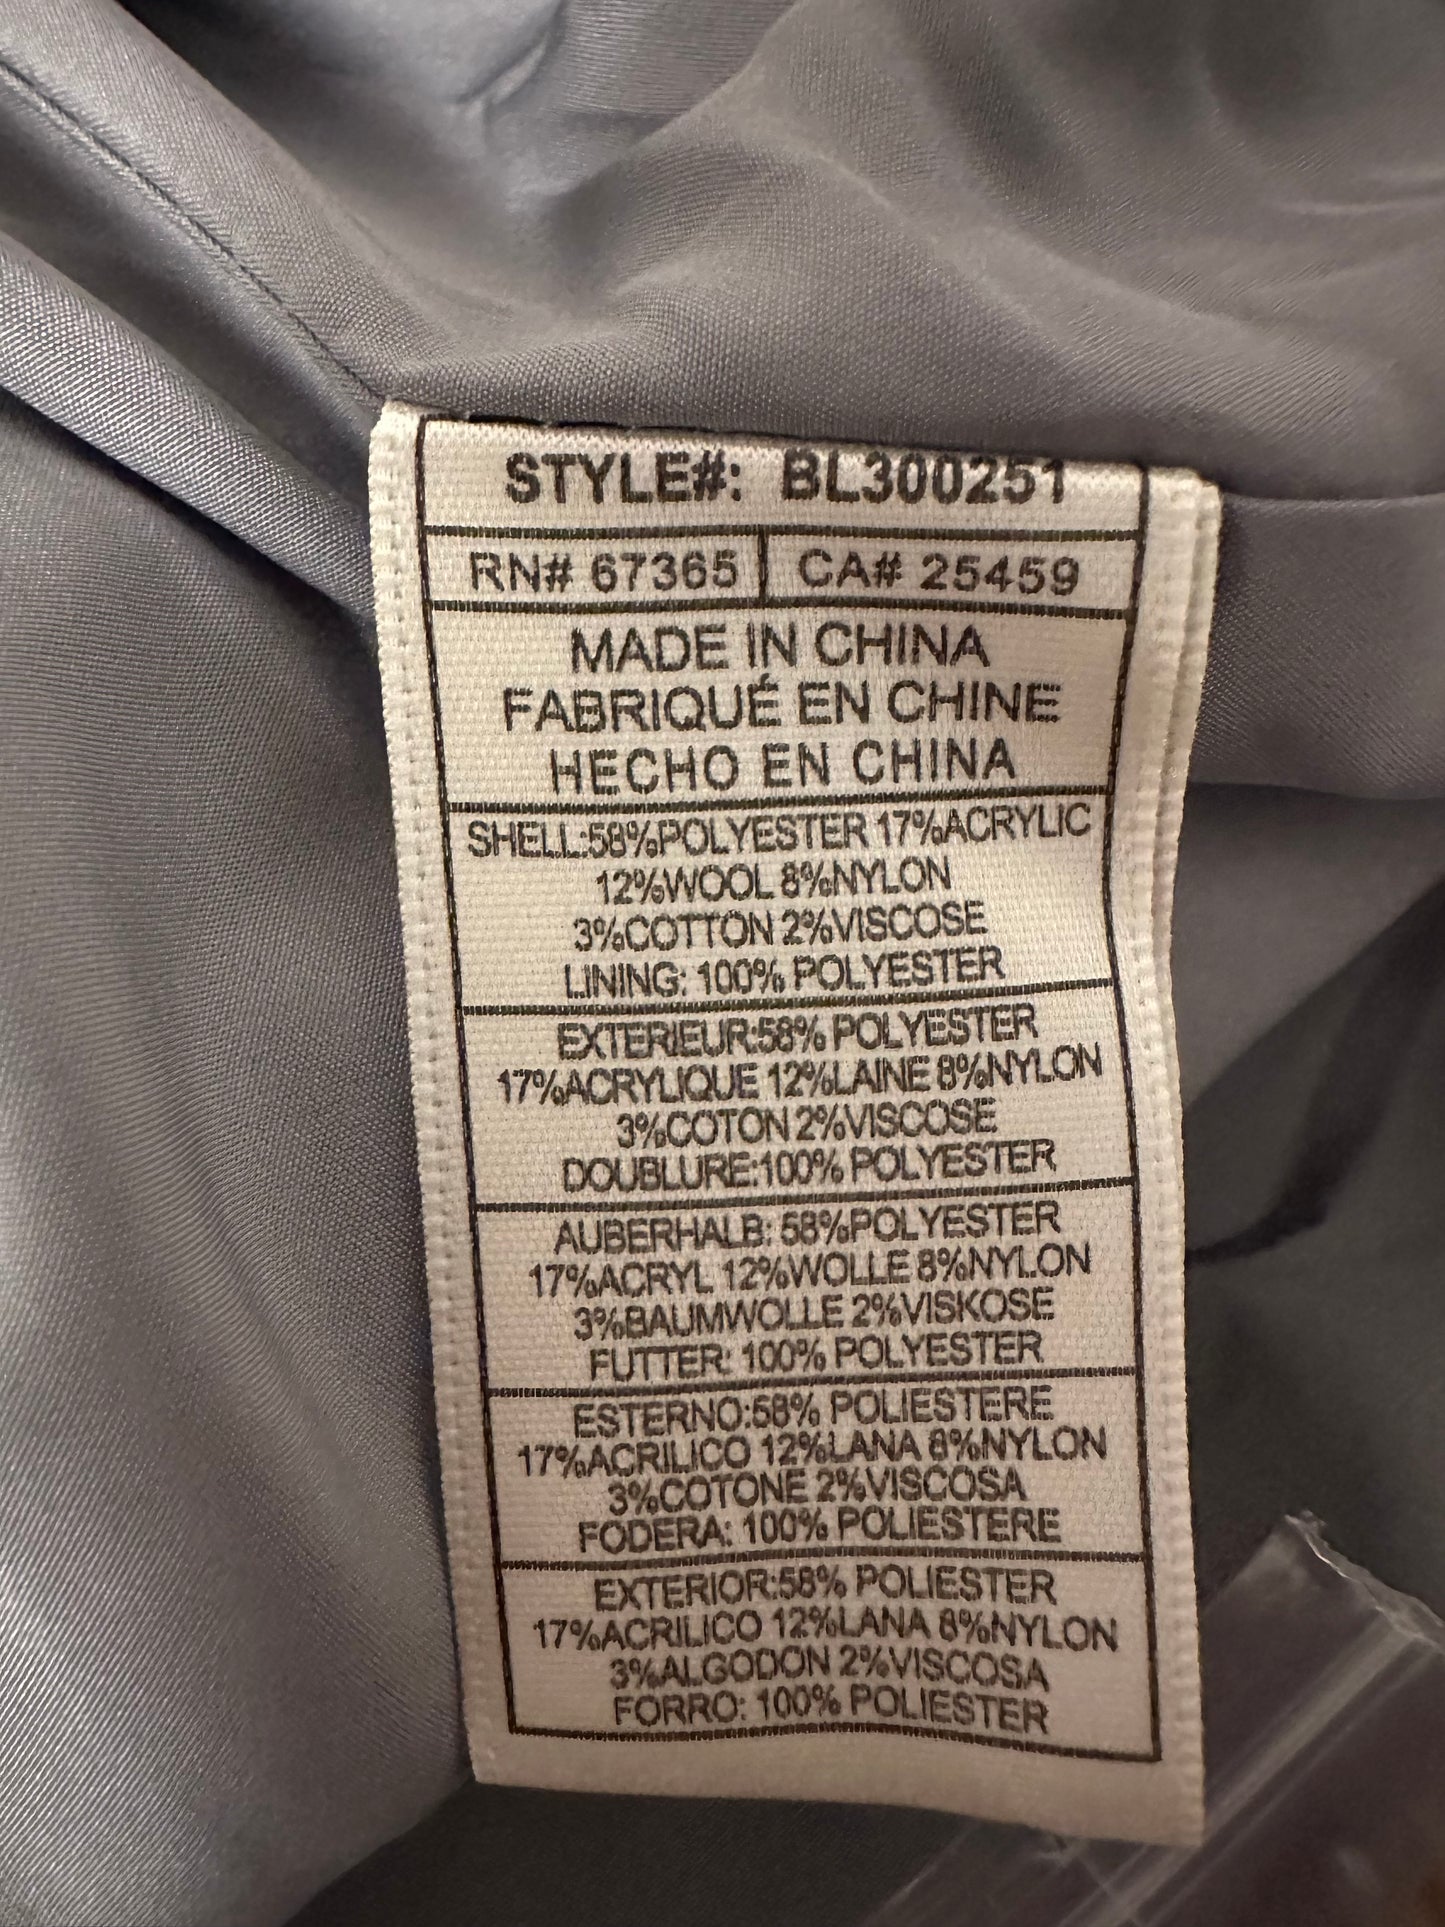 STYLE#: BL300251
RN# 67365 CA# 25459
MADE IN CHINA
FABRIQUÉ EN CHINE
HECHO EN CHINA
SHELL:58%POLYESTER 17%ACRYLIC
12%WOOL 8%NYLON
3%COTTON 2%VISCOSE
LINING: 100% POLYESTER
EXTERIEUR:58% POLYESTER
17%ACRYLIQUE 12%LAINE 8%NYLON
3%COTON 2%VISCOSE
DOUBLURE:100% POLYESTER
AUBERHALB: 58%POLYESTER
17%ACRYL 12%WOLLE 8%NYLON
3%BAUMWOLLE 2%VISKOSE
FUTTER: 100% POLYESTER
ESTERNO:58% POLIESTERE
17%ACRILICO 12%LANA 8%NYLON
3%COTONE 2%VISCOSA
FODERA: 100% POLIESTERE
EXTERIOR:58% POLIESTER
17%ACRILICO 12%LANA 8%NYLON
3%ALGODON 2%VISCOSA
FORRO: 100% POLIESTER